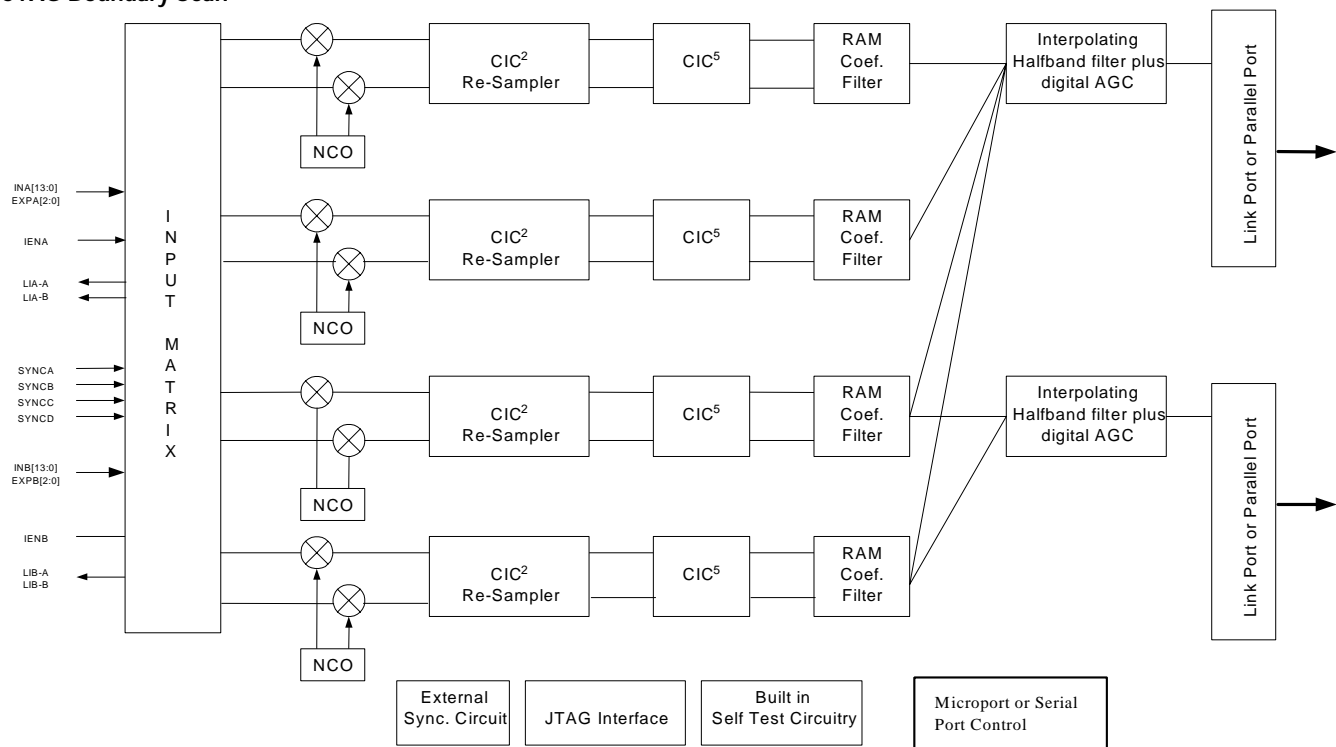 RAM
Coef.
Filter
CIC²
Re-Sampler
CIC⁵
Interpolating
Halfband filter plus
digital AGC
Link Port or Parallel Port
NCO
INA[13:0]
EXPA[2:0]
IENA
LIA-A
LIA-B
SYNCA
SYNCB
SYNCC
SYNCD
INB[13:0]
EXPB[2:0]
IENB
LIB-A
LIB-B
INPUT MATRIX
CIC²
Re-Sampler
CIC⁵
RAM
Coef.
Filter
NCO
CIC²
Re-Sampler
CIC⁵
RAM
Coef.
Filter
Interpolating
Halfband filter plus
digital AGC
Link Port or Parallel Port
NCO
CIC²
Re-Sampler
CIC⁵
RAM
Coef.
Filter
NCO
External
Sync. Circuit
JTAG Interface
Built in
Self Test Circuitry
Microport or Serial
Port Control